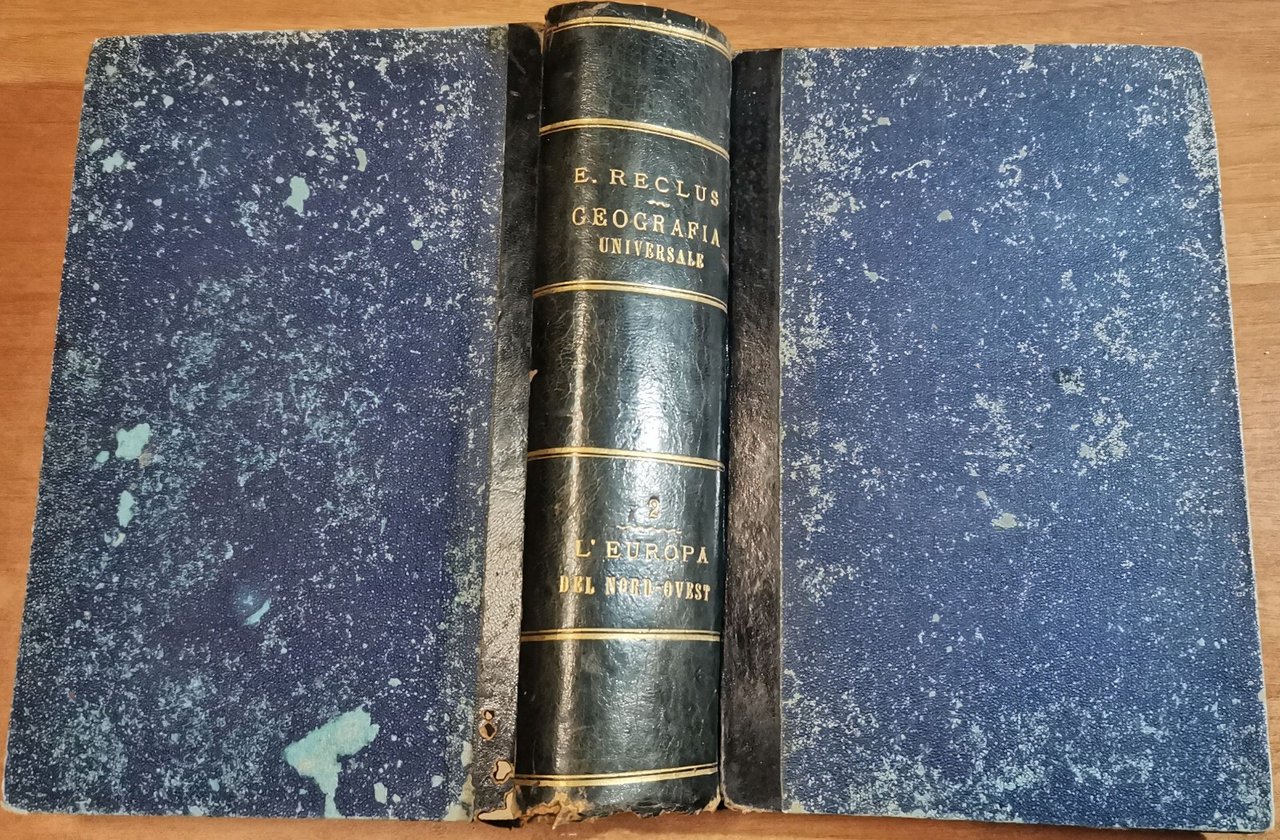 E. RECLUS
GEOGRAFIA
UNIVERSALE
2
L'EUROPA
DEL NORD-OVEST